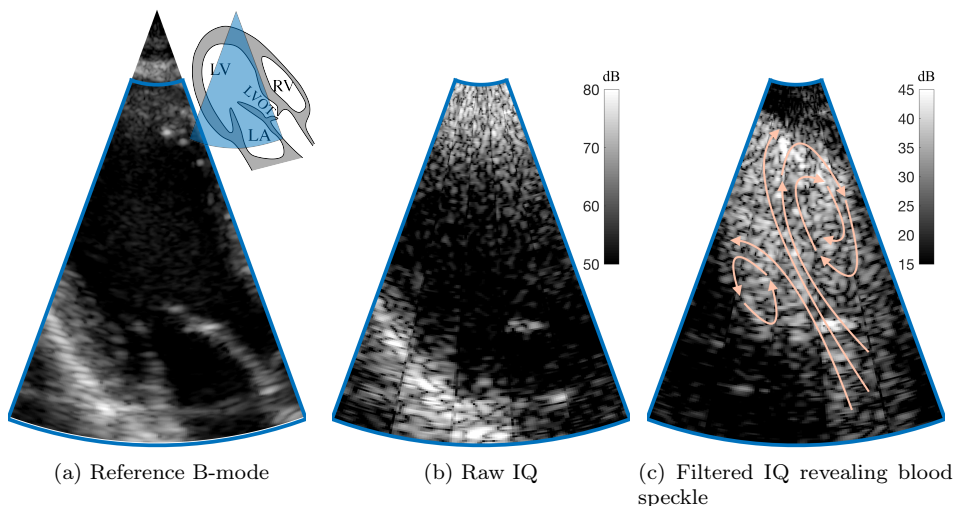 LV
RV
LVOT
LA
dB
80
70
60
50
dB
45
40
35
30
25
20
15
(a) Reference B-mode
(b) Raw IQ
(c) Filtered IQ revealing blood
speckle